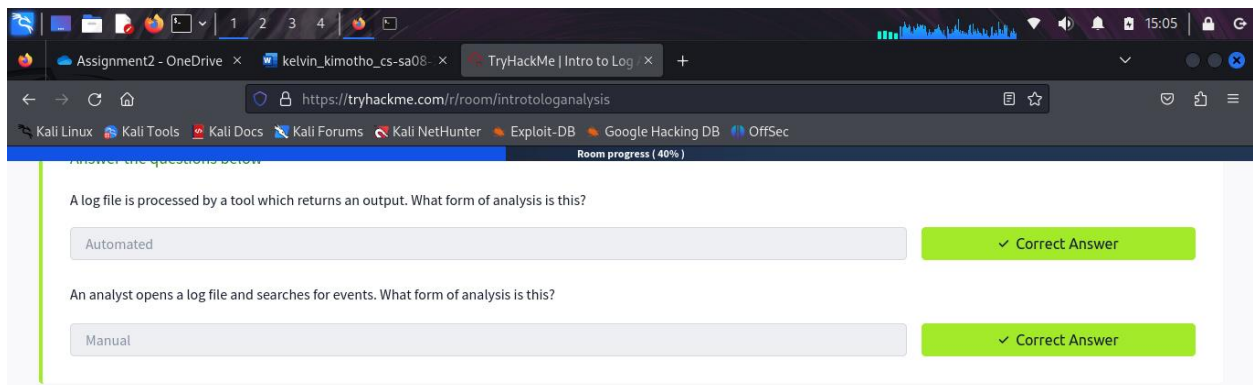 1 2 3 4 15:05
Assignment2 - OneDrive kelvin_kimotho_cs-sa08- TryHackMe | Intro to Log
https://tryhackme.com/r/room/introtologanalysis
Kali Linux Kali Tools Kali Docs Kali Forums Kali NetHunter Exploit-DB Google Hacking DB OffSec
Room progress ( 40% )
Answer the questions below
A log file is processed by a tool which returns an output. What form of analysis is this?
Automated ✓ Correct Answer
An analyst opens a log file and searches for events. What form of analysis is this?
Manual ✓ Correct Answer